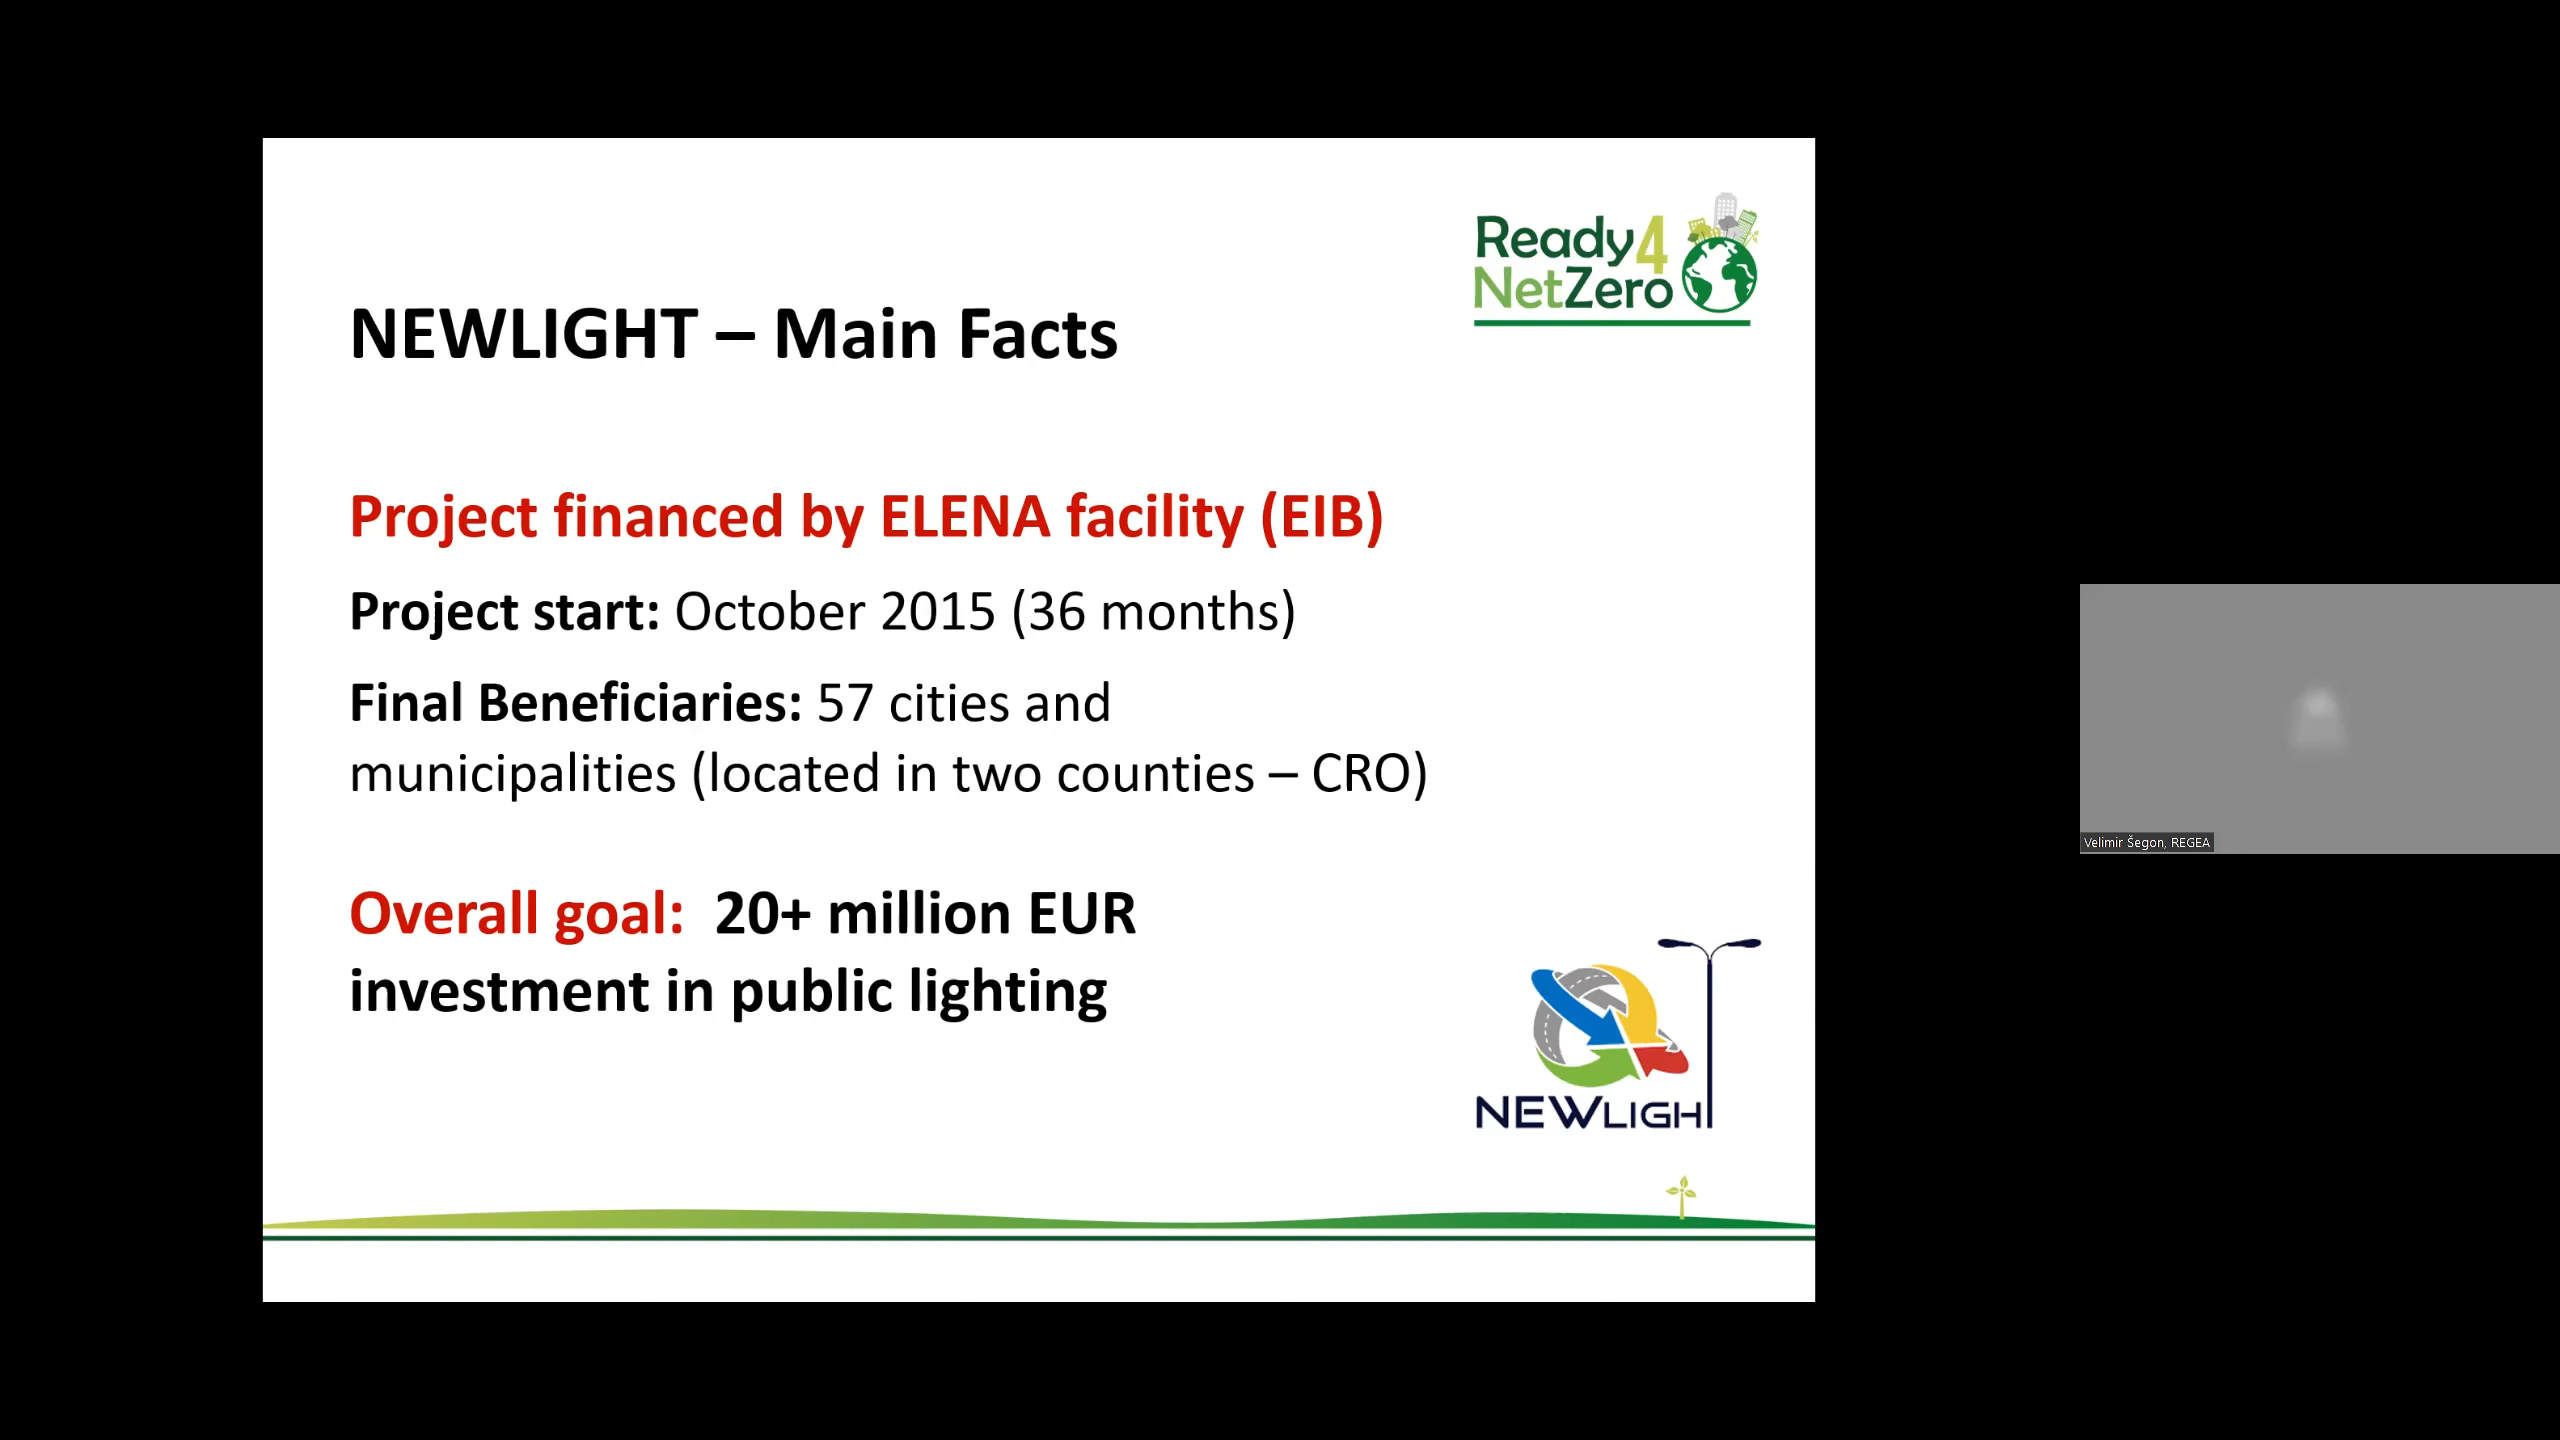 Ready4
NetZero
NEWLIGHT – Main Facts
Project financed by ELENA facility (EIB)
Project start: October 2015 (36 months)
Final Beneficiaries: 57 cities and
municipalities (located in two counties – CRO)
Overall goal: 20+ million EUR
investment in public lighting
NEWLIGHT
Velimir Šegon, REGEA